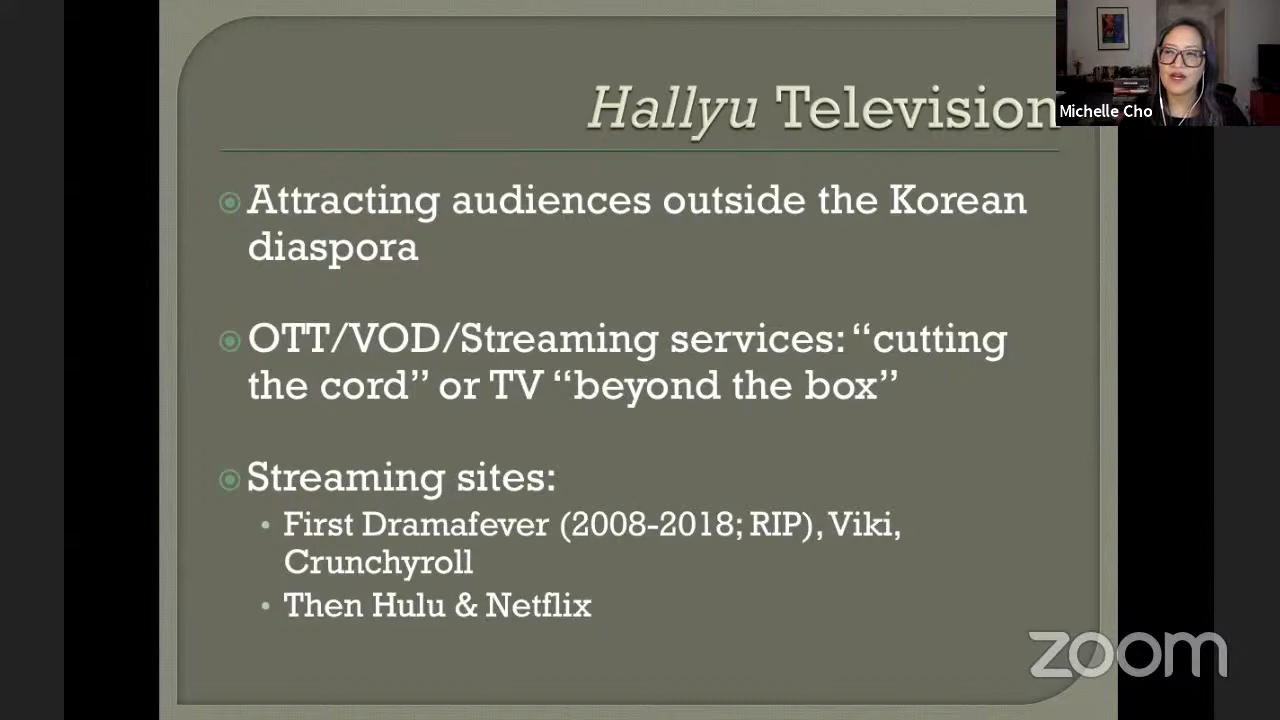 Hallyu Television
Michelle Cho
Attracting audiences outside the Korean
diaspora
OTT/VOD/Streaming services: “cutting
the cord” or TV “beyond the box”
Streaming sites:
First Dramafever (2008-2018; RIP), Viki,
Crunchyroll
Then Hulu & Netflix
zoom